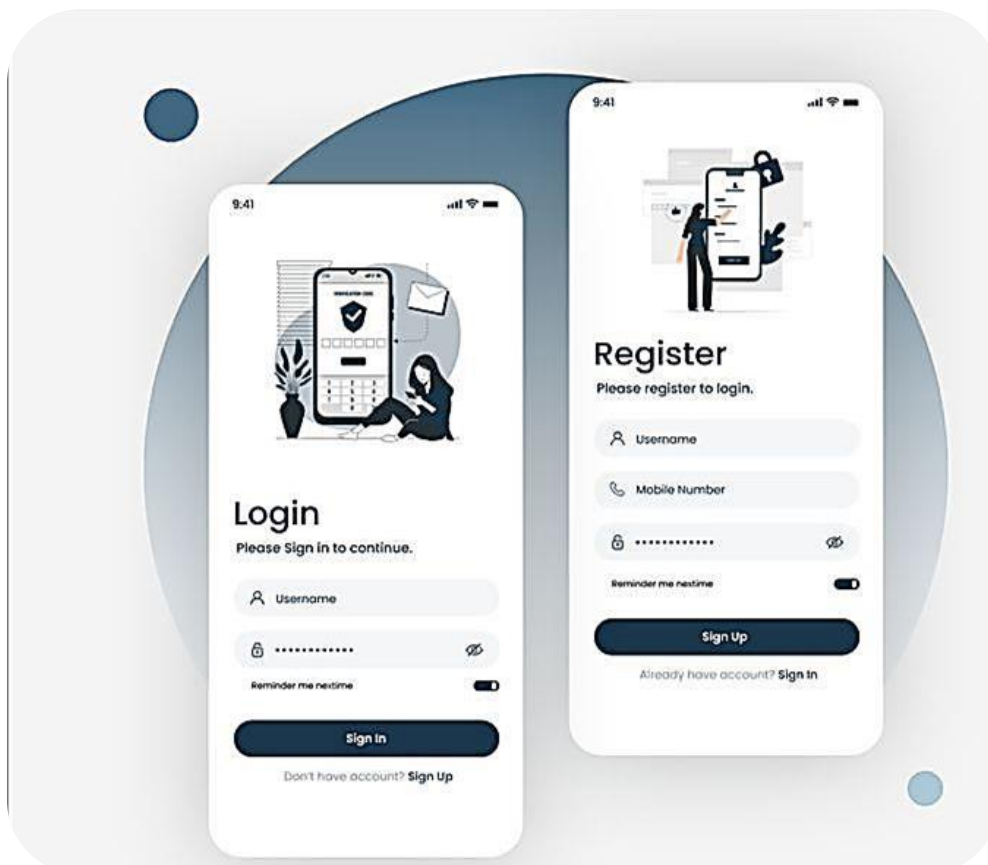 9:41
VERIFICATION CODE
Login
Please Sign in to continue.
Username
Reminder me nextime
Sign In
Don't have account? Sign Up
9:41
Register
Please register to login.
Username
Mobile Number
Reminder me nextime
Sign Up
Already have account? Sign In